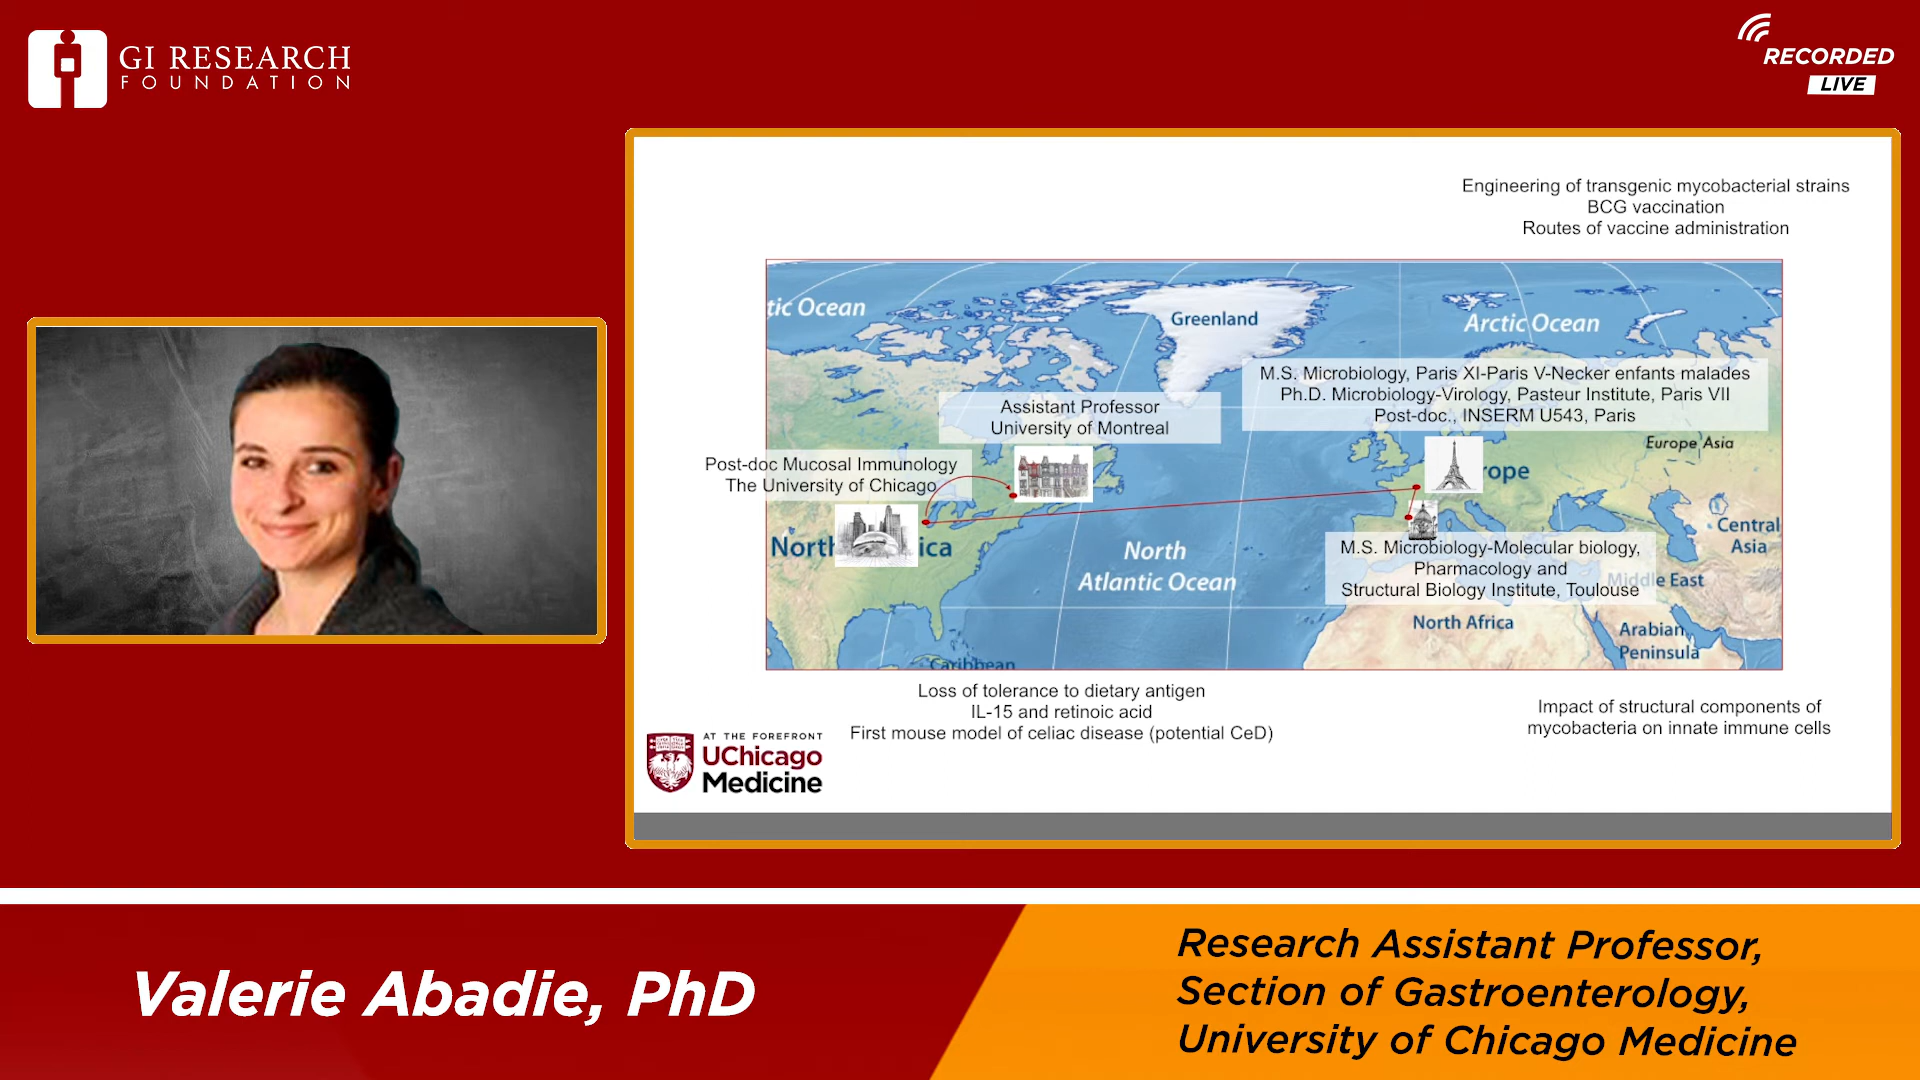 GI RESEARCH
FOUNDATION
RECORDED
LIVE
Engineering of transgenic mycobacterial strains
BCG vaccination
Routes of vaccine administration
tic Ocean
Greenland
Arctic Ocean
M.S. Microbiology, Paris XI-Paris V-Necker enfants malades
Ph.D. Microbiology-Virology, Pasteur Institute, Paris VII
Post-doc., INSERM U543, Paris
Assistant Professor
University of Montreal
Europe Asia
Post-doc Mucosal Immunology
The University of Chicago
rope
North
ica
North
Atlantic Ocean
Central
Asia
M.S. Microbiology-Molecular biology,
Pharmacology and
Structural Biology Institute, Toulouse
Middle East
North Africa
Arabian
Peninsula
Caribbean
Loss of tolerance to dietary antigen
IL-15 and retinoic acid
First mouse model of celiac disease (potential CeD)
Impact of structural components of
mycobacteria on innate immune cells
AT THE FOREFRONT
UChicago
Medicine
Valerie Abadie, PhD
Research Assistant Professor,
Section of Gastroenterology,
University of Chicago Medicine